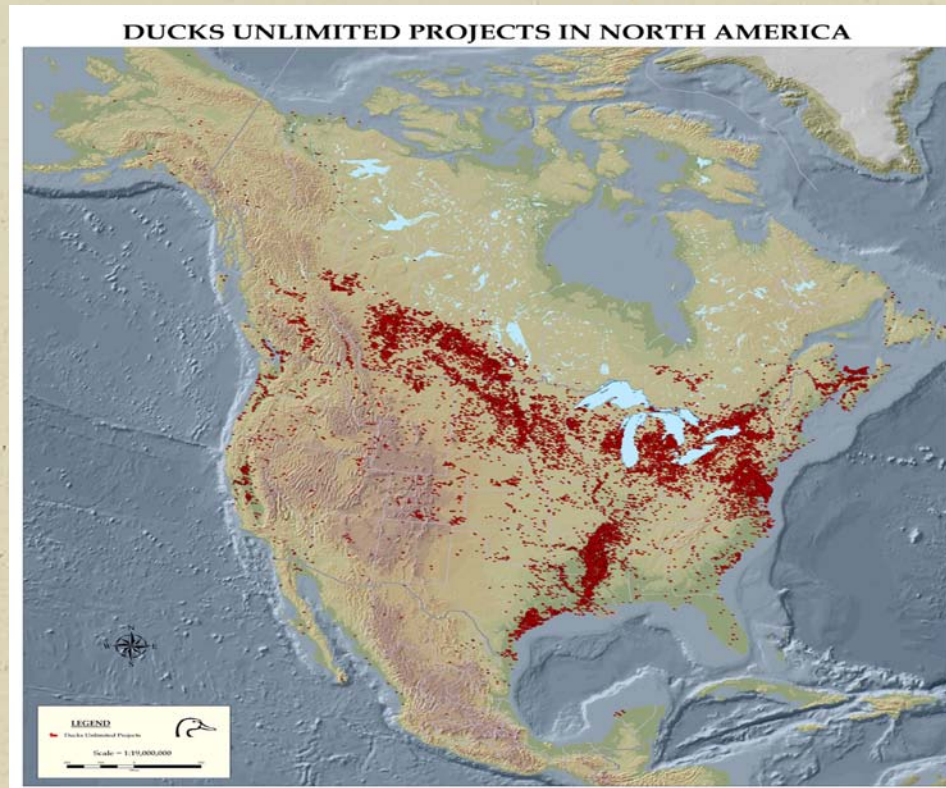 DUCKS UNLIMITED PROJECTS IN NORTH AMERICA
N
W E
S
LEGEND
Ducks Unlimited Projects
Scale = 1:19,000,000